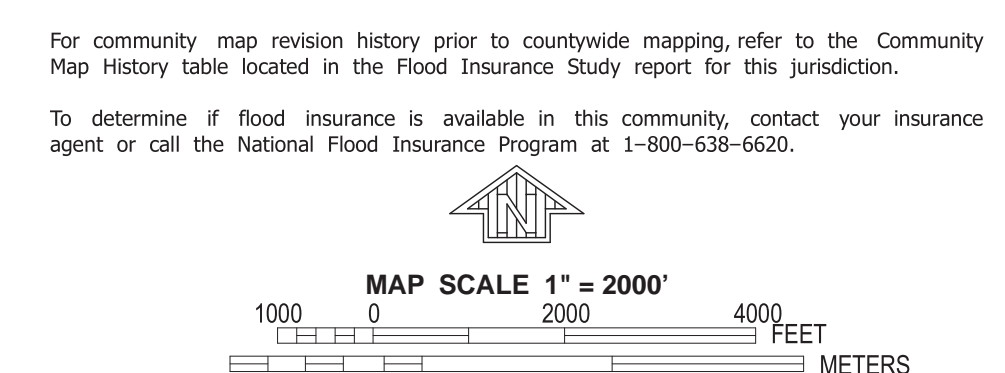 For community map revision history prior to countywide mapping, refer to the Community
Map History table located in the Flood Insurance Study report for this jurisdiction.
To determine if flood insurance is available in this community, contact your insurance
agent or call the National Flood Insurance Program at 1–800–638–6620.
N
MAP SCALE 1" = 2000’
1000 0 2000 4000
FEET
METERS